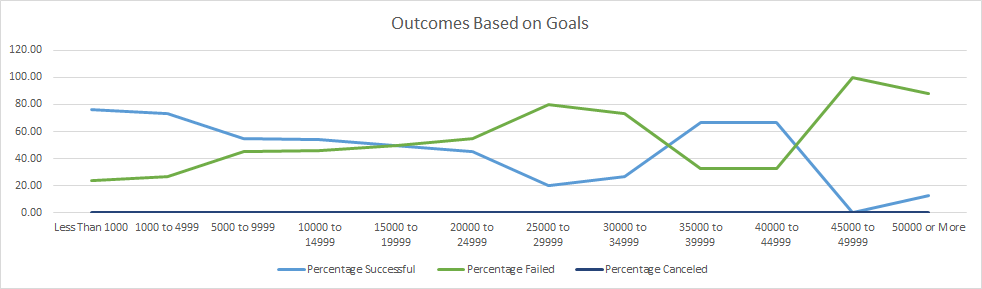 Outcomes Based on Goals
120.00
100.00
80.00
60.00
40.00
20.00
0.00
Less Than 1000
1000 to 4999
5000 to 9999
10000 to
14999
15000 to
19999
20000 to
24999
25000 to
29999
30000 to
34999
35000 to
39999
40000 to
44999
45000 to
49999
50000 or More
Percentage Successful
Percentage Failed
Percentage Canceled